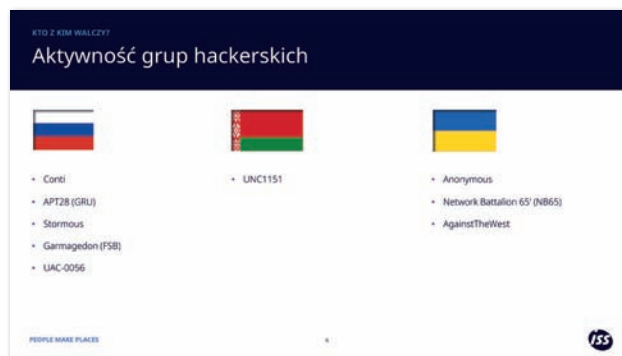 KTO Z KIM WALCZY?
Aktywność grup hackerskich
• Conti
• APT28 (GRU)
• Stormous
• Garmagedon (FSB)
• UAC-0056
• UNC1151
• Anonymous
• Network Battalion 65' (NB65)
• AgainstTheWest
PEOPLE MAKE PLACES
6
ISS